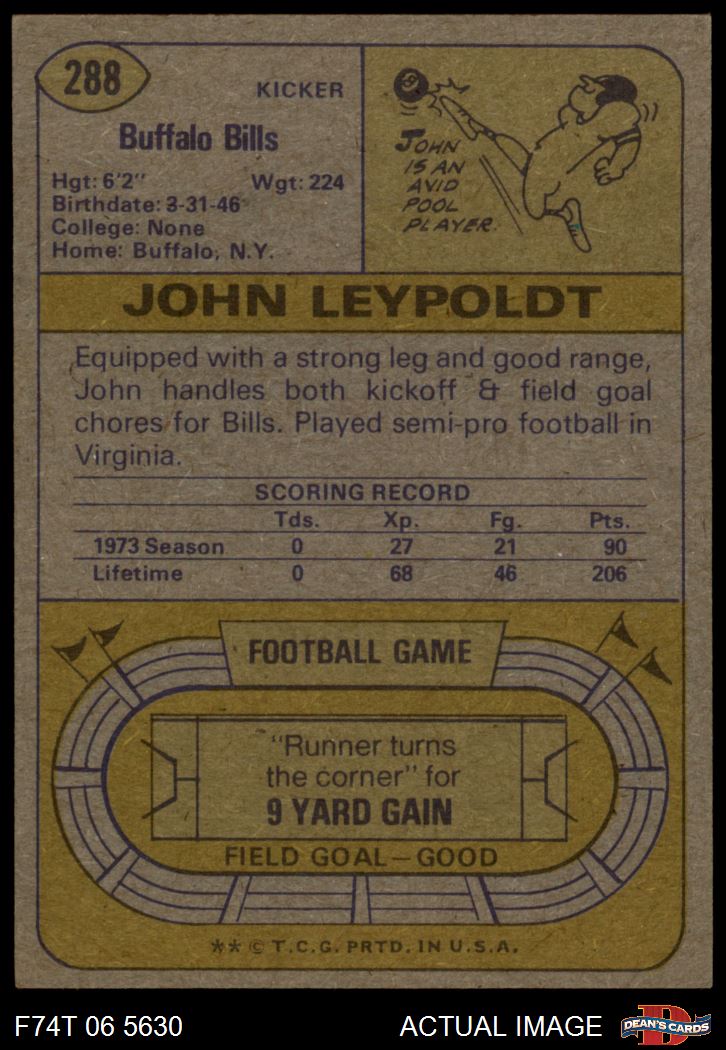 288
KICKER
Buffalo Bills
Hgt: 6'2" Wgt: 224
Birthdate: 3-31-46
College: None
Home: Buffalo, N.Y.
8
JOHN
IS AN
AVID
POOL
PLAYER.
JOHN LEYPOLDT
Equipped with a strong leg and good range,
John handles both kickoff & field goal
chores for Bills. Played semi-pro football in
Virginia.
SCORING RECORD
Tds. Xp. Fg. Pts.
1973 Season 0 27 21 90
Lifetime 0 68 46 206
FOOTBALL GAME
"Runner turns
the corner" for
9 YARD GAIN
FIELD GOAL—GOOD
** © T.C.G. PRTD. IN U.S.A.
F74T 06 5630 ACTUAL IMAGE
D
DEAN'S CARDS